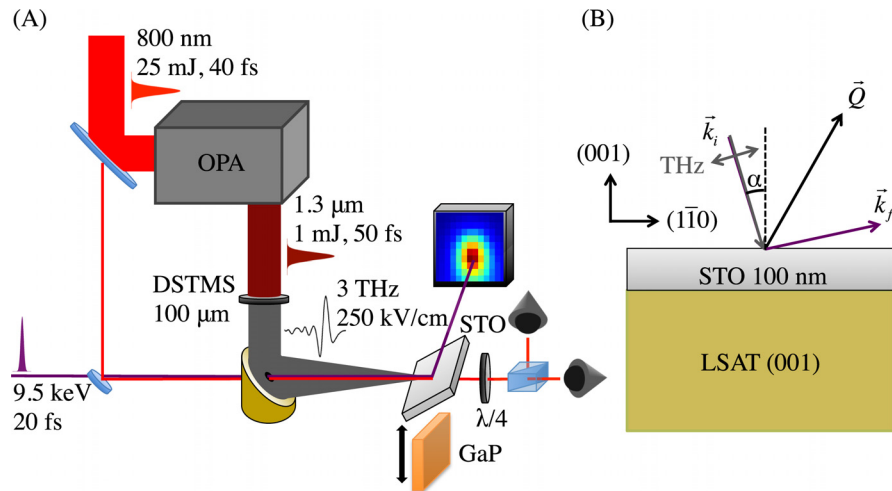 (A)
800 nm
25 mJ, 40 fs
OPA
1.3 µm
1 mJ, 50 fs
DSTMS
100 µm
3 THz
250 kV/cm
STO
9.5 keV
20 fs
λ/4
GaP
(B)
(001)
(11̅0)
THz
α
k⃗i
Q⃗
k⃗f
STO 100 nm
LSAT (001)